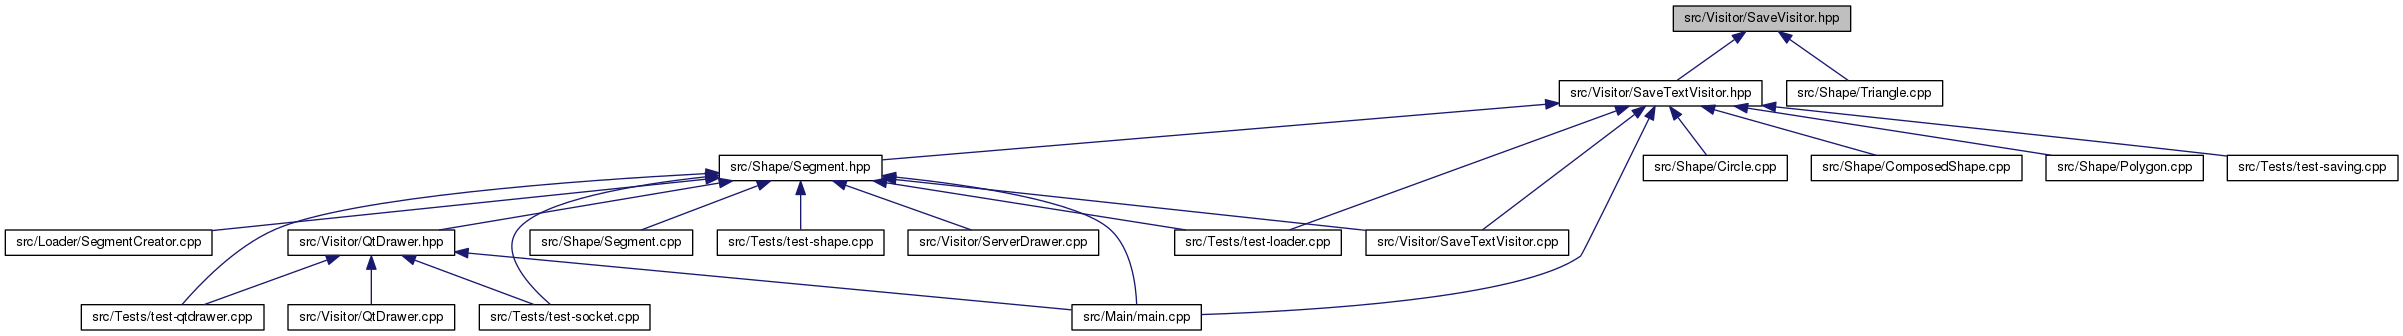 src/Visitor/SaveVisitor.hpp
src/Visitor/SaveTextVisitor.hpp
src/Shape/Triangle.cpp
src/Shape/Segment.hpp
src/Shape/Circle.cpp
src/Shape/ComposedShape.cpp
src/Shape/Polygon.cpp
src/Tests/test-saving.cpp
src/Loader/SegmentCreator.cpp
src/Visitor/QtDrawer.hpp
src/Shape/Segment.cpp
src/Tests/test-shape.cpp
src/Visitor/ServerDrawer.cpp
src/Tests/test-loader.cpp
src/Visitor/SaveTextVisitor.cpp
src/Tests/test-qtdrawer.cpp
src/Visitor/QtDrawer.cpp
src/Tests/test-socket.cpp
src/Main/main.cpp